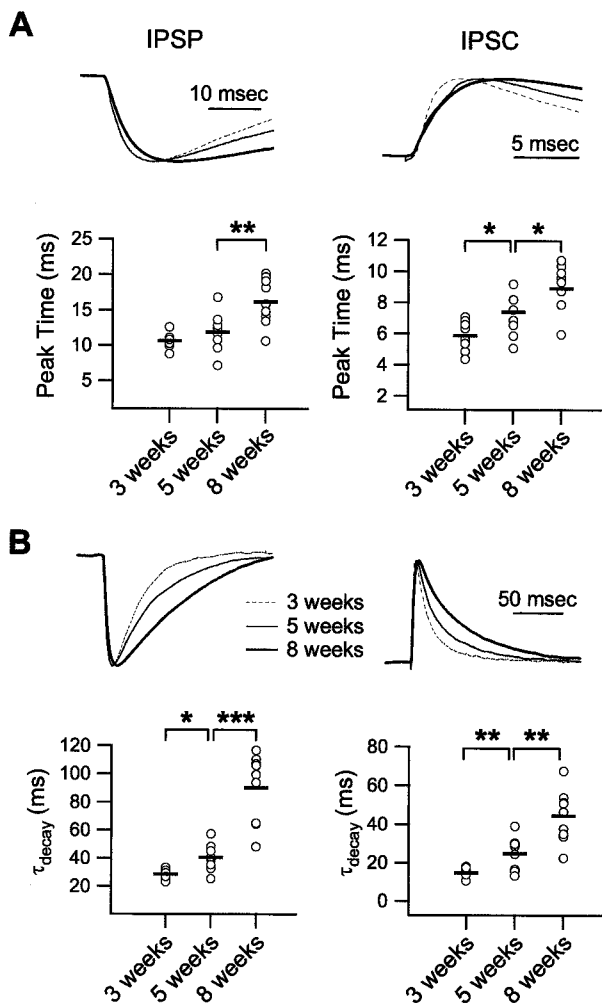 A
IPSP
IPSC
10 msec
5 msec
**
*
*
Peak Time (ms)
25
20
15
10
5
3 weeks
5 weeks
8 weeks
Peak Time (ms)
12
10
8
6
4
2
3 weeks
5 weeks
8 weeks
B
3 weeks
5 weeks
8 weeks
50 msec
*
***
**
**
τdecay (ms)
120
100
80
60
40
20
3 weeks
5 weeks
8 weeks
τdecay (ms)
80
60
40
20
0
3 weeks
5 weeks
8 weeks